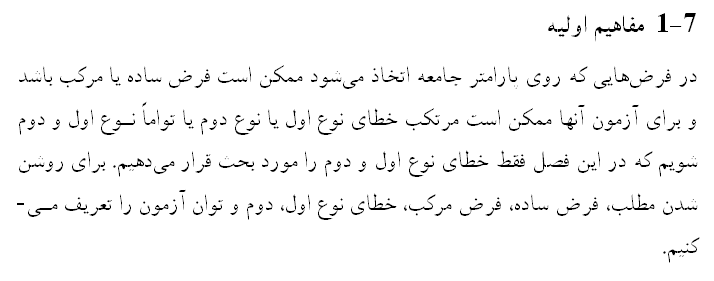 7-1 مفاهیم اولیه
در فرض‌هایی که روی پارامتر جامعه اتخاذ می‌شود ممکن است فرض ساده یا مرکب باشد
و برای آزمون آنها ممکن است مرتکب خطای نوع اول یا نوع دوم یا تواماً نـوع اول و دوم
شویم که در این فصل فقط خطای نوع اول و دوم را مورد بحث قرار می‌دهیم. برای روشن
شدن مطلب، فرض ساده، فرض مرکب، خطای نوع اول، دوم و توان آزمون را تعریف مـی-
کنیم.